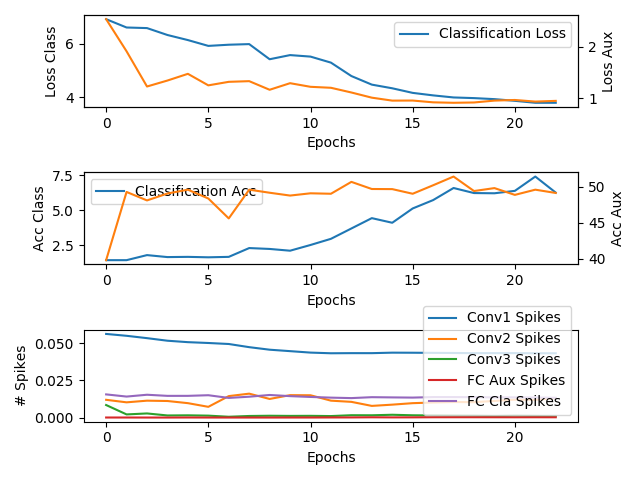 6
4
Loss Class
Classification Loss
2
1
Loss Aux
0 5 10 15 20
Epochs
7.5
5.0
2.5
Acc Class
Classification Acc
50
45
40
Acc Aux
0 5 10 15 20
Epochs
0.050
0.025
0.000
# Spikes
Conv1 Spikes
Conv2 Spikes
Conv3 Spikes
FC Aux Spikes
FC Cla Spikes
0 5 10 15 20
Epochs